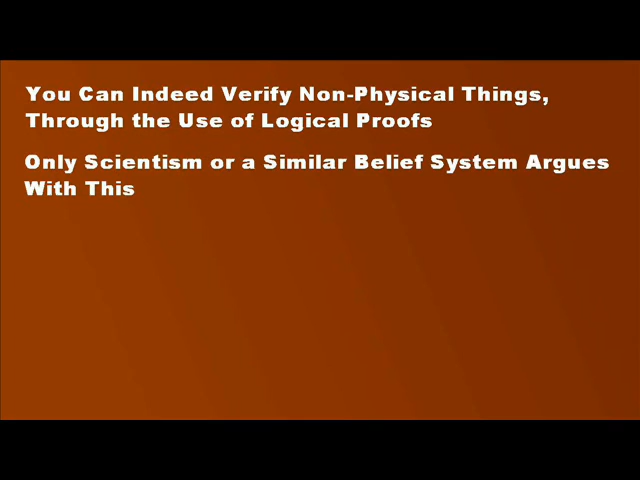 You Can Indeed Verify Non-Physical Things,
Through the Use of Logical Proofs
Only Scientism or a Similar Belief System Argues
With This